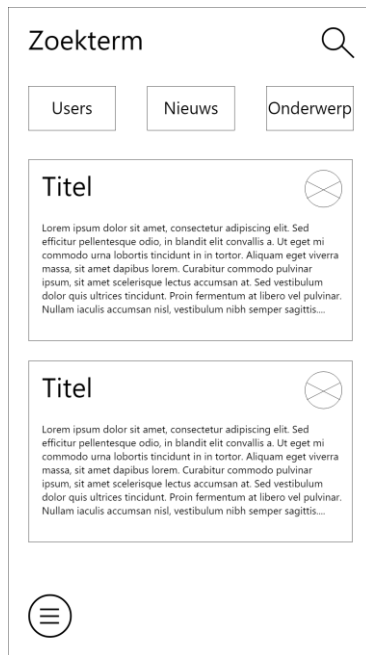 Zoekterm
Users
Nieuws
Onderwerp
Titel
Lorem ipsum dolor sit amet, consectetur adipiscing elit. Sed
efficitur pellentesque odio, in blandit elit convallis a. Ut eget mi
commodo urna lobortis tincidunt in in tortor. Aliquam eget viverra
massa, sit amet dapibus lorem. Curabitur commodo pulvinar
ipsum, sit amet scelerisque lectus accumsan at. Sed vestibulum
dolor quis ultrices tincidunt. Proin fermentum at libero vel pulvinar.
Nullam iaculis accumsan nisl, vestibulum nibh semper sagittis....
Titel
Lorem ipsum dolor sit amet, consectetur adipiscing elit. Sed
efficitur pellentesque odio, in blandit elit convallis a. Ut eget mi
commodo urna lobortis tincidunt in in tortor. Aliquam eget viverra
massa, sit amet dapibus lorem. Curabitur commodo pulvinar
ipsum, sit amet scelerisque lectus accumsan at. Sed vestibulum
dolor quis ultrices tincidunt. Proin fermentum at libero vel pulvinar.
Nullam iaculis accumsan nisl, vestibulum nibh semper sagittis....